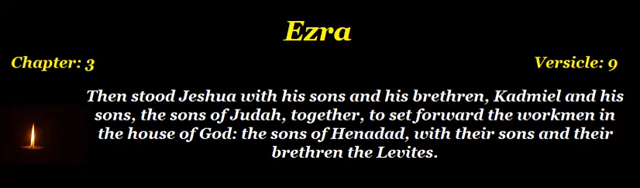 Ezra
Chapter: 3
Versicle: 9
Then stood Jeshua with his sons and his brethren, Kadmiel and his
sons, the sons of Judah, together, to set forward the workmen in
the house of God: the sons of Henadad, with their sons and their
brethren the Levites.